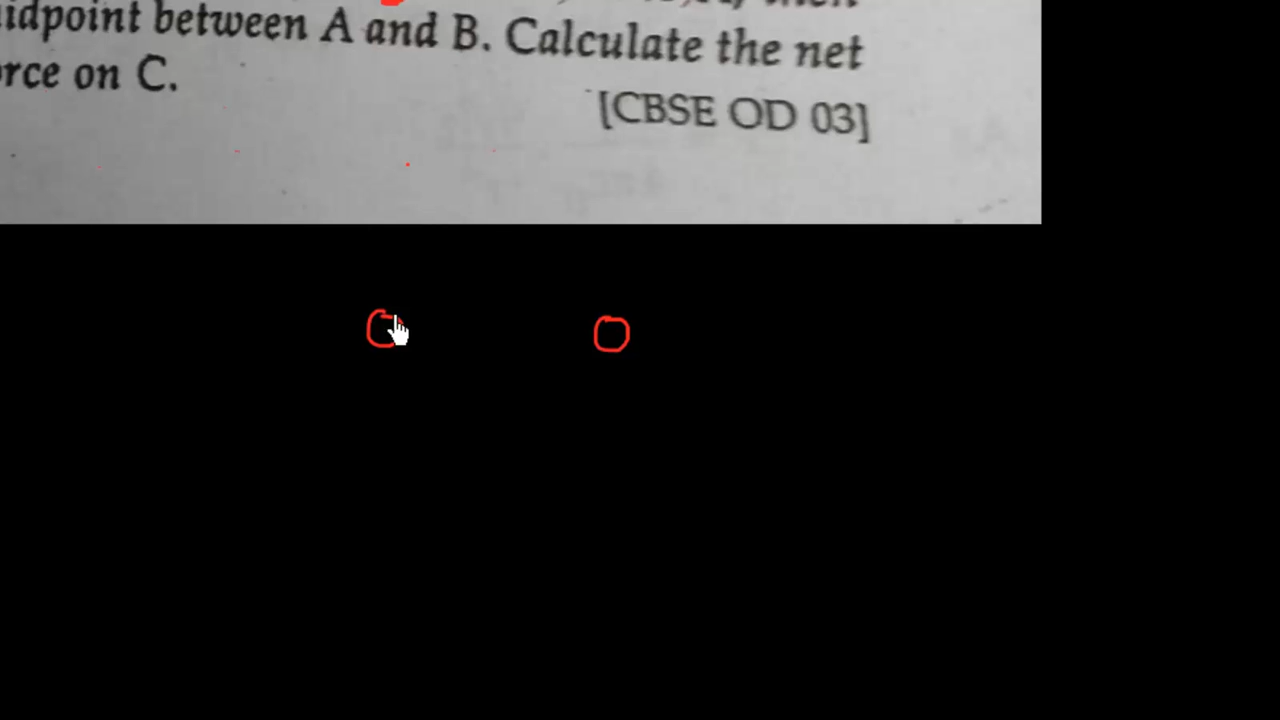 idpoint between A and B. Calculate the net
rce on C.
[CBSE OD 03]